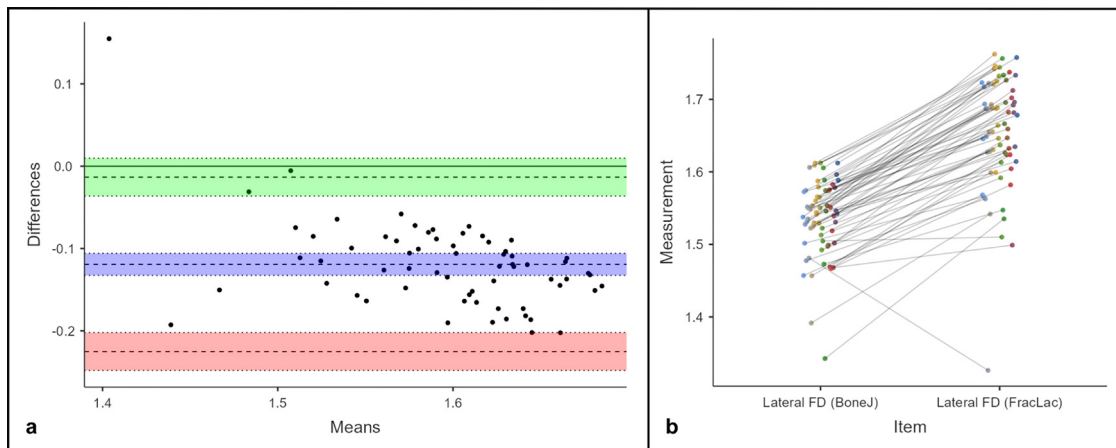 0.1
0.0
-0.1
-0.2
Differences
1.4
1.5
1.6
Means
a
1.7
1.6
1.5
1.4
Measurement
Lateral FD (BoneJ)
Lateral FD (FracLac)
Item
b